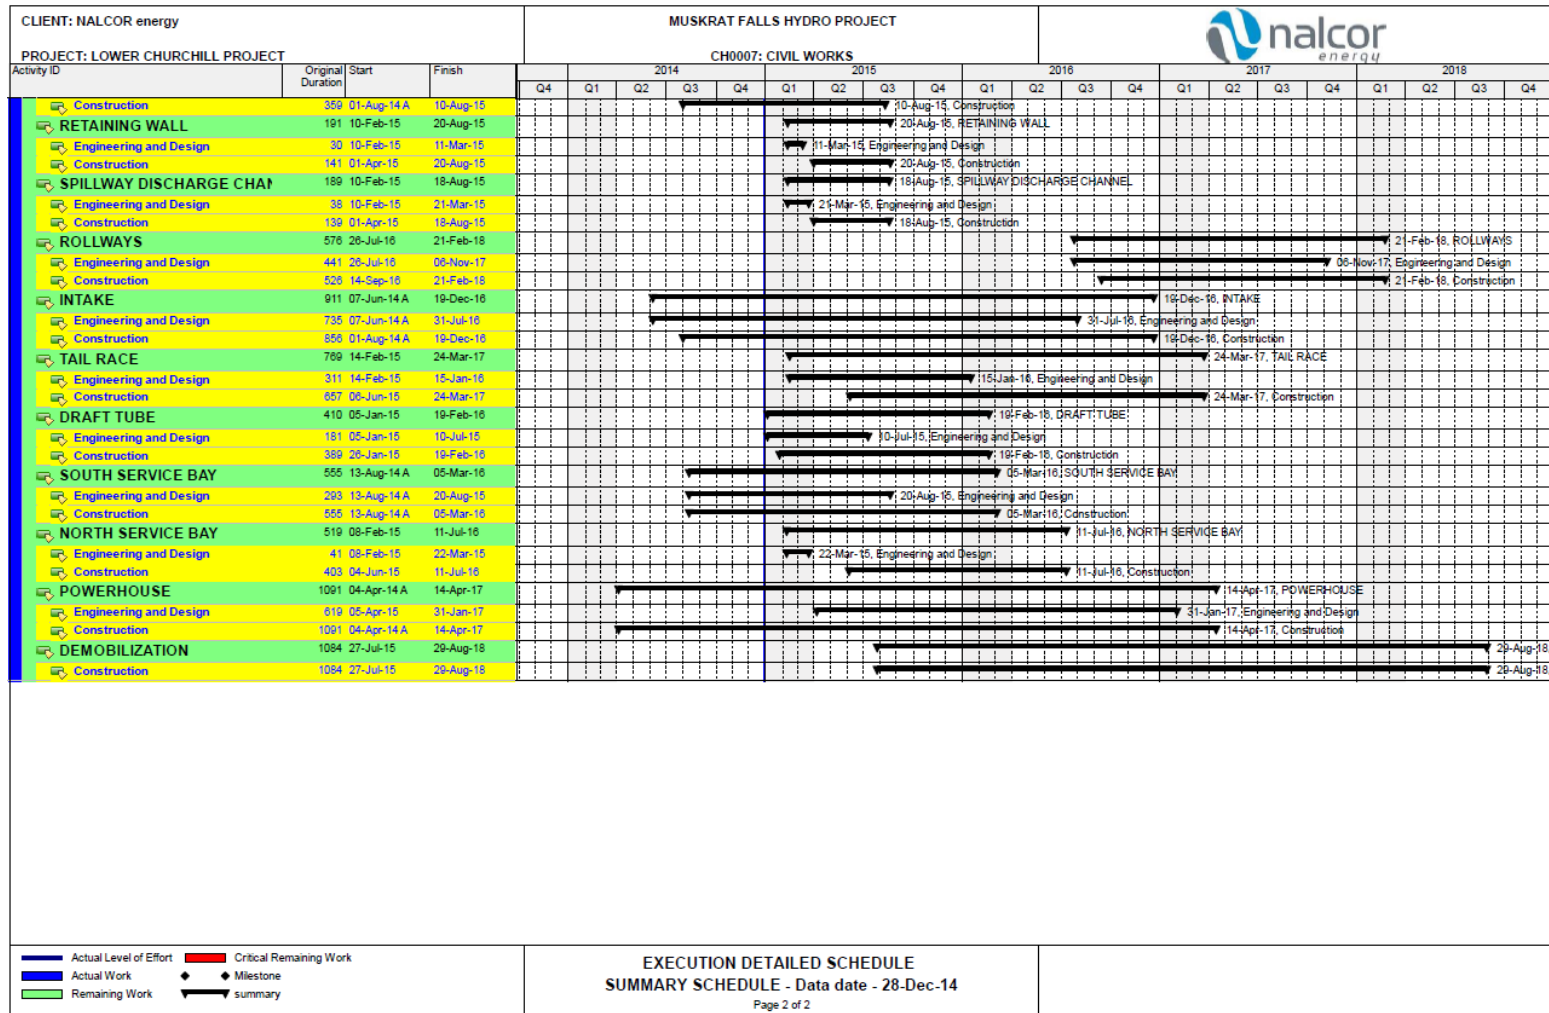 CLIENT: NALCOR energy
PROJECT: LOWER CHURCHILL PROJECT
MUSKRAT FALLS HYDRO PROJECT
CH0007: CIVIL WORKS
nalcor
energy
Activity ID Original Duration Start Finish 2014 2015 2016 2017 2018
Q4 Q1 Q2 Q3 Q4 Q1 Q2 Q3 Q4 Q1 Q2 Q3 Q4 Q1 Q2 Q3 Q4 Q1 Q2 Q3 Q4
Construction 359 01-Aug-14 A 10-Aug-15 10-Aug-15, Construction
RETAINING WALL 191 10-Feb-15 20-Aug-15 20-Aug-15, RETAINING WALL
Engineering and Design 30 10-Feb-15 11-Mar-15 11-Mar-15, Engineering and Design
Construction 141 01-Apr-15 20-Aug-15 20-Aug-15, Construction
SPILLWAY DISCHARGE CHAN 189 10-Feb-15 18-Aug-15 18-Aug-15, SPILLWAY DISCHARGE CHANNEL
Engineering and Design 38 10-Feb-15 21-Mar-15 21-Mar-15, Engineering and Design
Construction 139 01-Apr-15 18-Aug-15 18-Aug-15, Construction
ROLLWAYS 576 26-Jul-16 21-Feb-18 21-Feb-18, ROLLWAYS
Engineering and Design 441 26-Jul-16 06-Nov-17 06-Nov-17, Engineering and Design
Construction 526 14-Sep-16 21-Feb-18 21-Feb-18, Construction
INTAKE 911 07-Jun-14 A 19-Dec-16 19-Dec-16, INTAKE
Engineering and Design 735 07-Jun-14 A 31-Jul-16 31-Jul-16, Engineering and Design
Construction 856 01-Aug-14 A 19-Dec-16 19-Dec-16, Construction
TAIL RACE 769 14-Feb-15 24-Mar-17 24-Mar-17, TAIL RACE
Engineering and Design 311 14-Feb-15 15-Jan-16 15-Jan-16, Engineering and Design
Construction 657 06-Jun-15 24-Mar-17 24-Mar-17, Construction
DRAFT TUBE 410 05-Jan-15 19-Feb-16 19-Feb-16, DRAFT TUBE
Engineering and Design 181 05-Jan-15 10-Jul-15 10-Jul-15, Engineering and Design
Construction 389 26-Jan-15 19-Feb-16 19-Feb-16, Construction
SOUTH SERVICE BAY 555 13-Aug-14 A 05-Mar-16 05-Mar-16, SOUTH SERVICE BAY
Engineering and Design 293 13-Aug-14 A 20-Aug-15 20-Aug-15, Engineering and Design
Construction 555 13-Aug-14 A 05-Mar-16 05-Mar-16, Construction
NORTH SERVICE BAY 519 08-Feb-15 11-Jul-16 11-Jul-16, NORTH SERVICE BAY
Engineering and Design 41 08-Feb-15 22-Mar-15 22-Mar-15, Engineering and Design
Construction 403 04-Jun-15 11-Jul-16 11-Jul-16, Construction
POWERHOUSE 1091 04-Apr-14 A 14-Apr-17 14-Apr-17, POWERHOUSE
Engineering and Design 619 05-Apr-15 31-Jan-17 31-Jan-17, Engineering and Design
Construction 1091 04-Apr-14 A 14-Apr-17 14-Apr-17, Construction
DEMOBILIZATION 1084 27-Jul-15 29-Aug-18 29-Aug-18
Construction 1084 27-Jul-15 29-Aug-18 29-Aug-18
Actual Level of Effort Critical Remaining Work
Actual Work Milestone
Remaining Work summary
EXECUTION DETAILED SCHEDULE
SUMMARY SCHEDULE - Data date - 28-Dec-14
Page 2 of 2